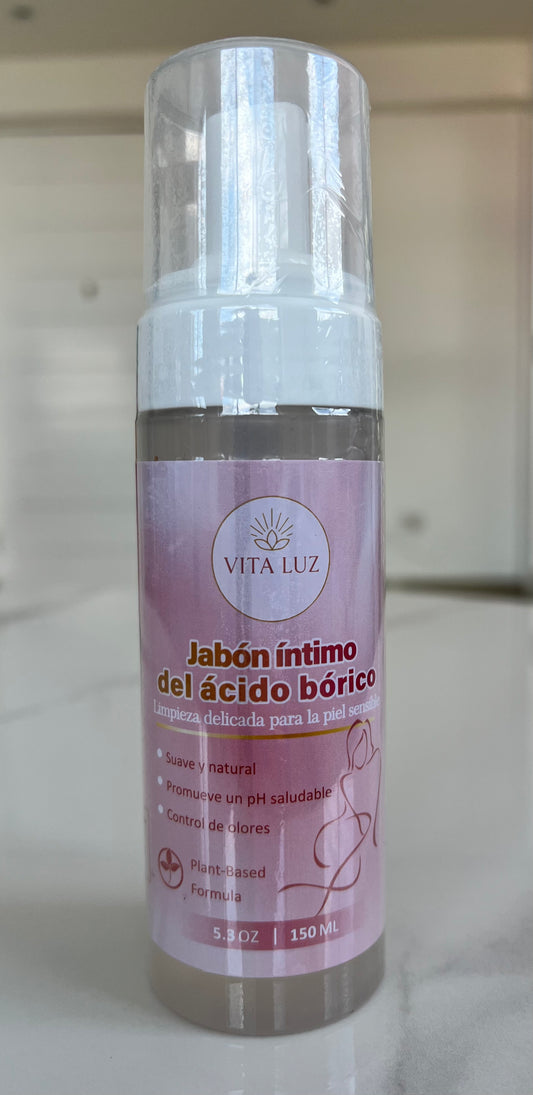 VITA LUZ
Jabón íntimo
del ácido bórico
Limpieza delicada para la piel sensible
Suave y natural
Promueve un pH saludable
Control de olores
Plant-Based
Formula
5.3 OZ | 150 ML